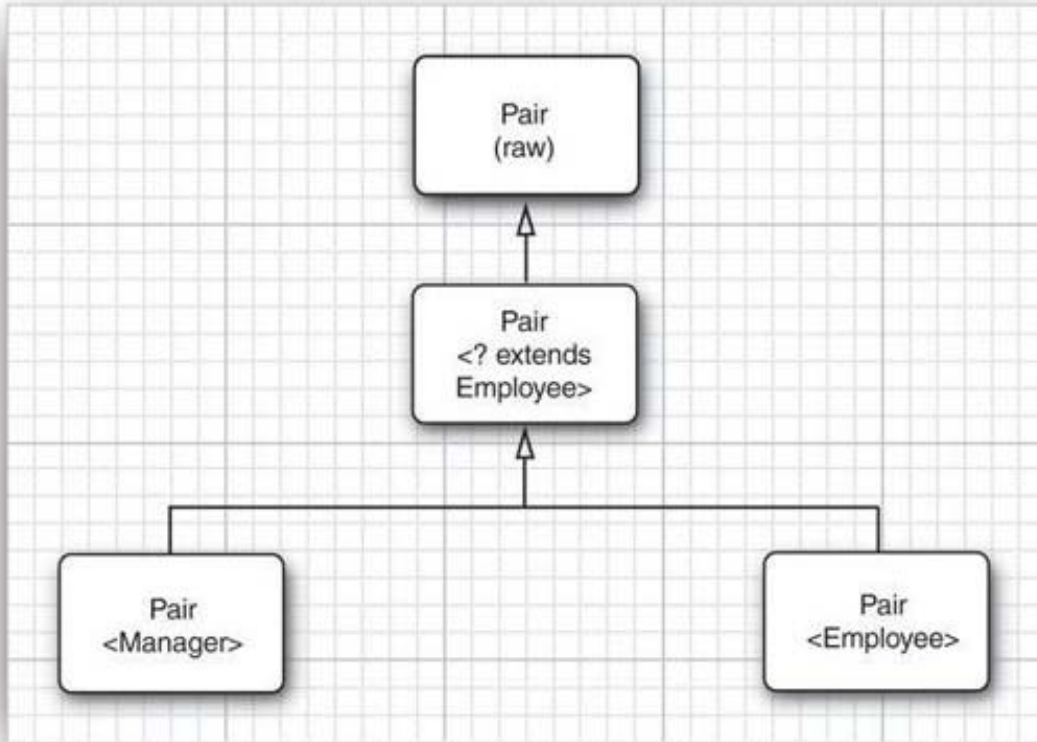 Pair
(raw)
Pair
<? extends
Employee>
Pair
<Manager>
Pair
<Employee>